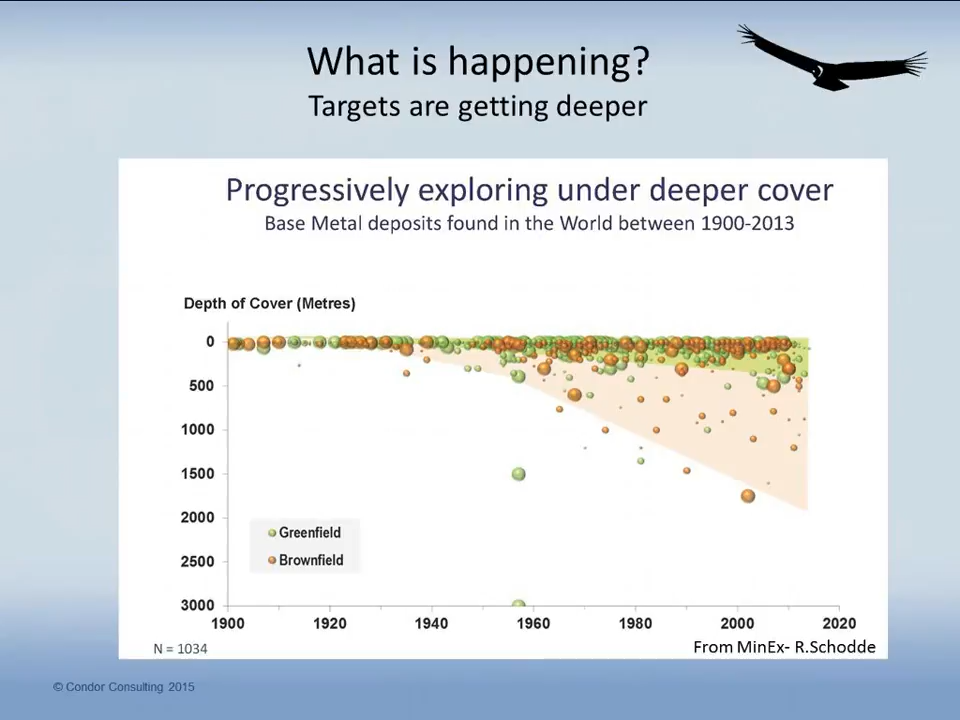 What is happening?
Targets are getting deeper
Progressively exploring under deeper cover
Base Metal deposits found in the World between 1900-2013
Depth of Cover (Metres)
0
500
1000
1500
2000
2500
3000
Greenfield
Brownfield
1900 1920 1940 1960 1980 2000 2020
N = 1034
From MinEx- R.Schodde
© Condor Consulting 2015